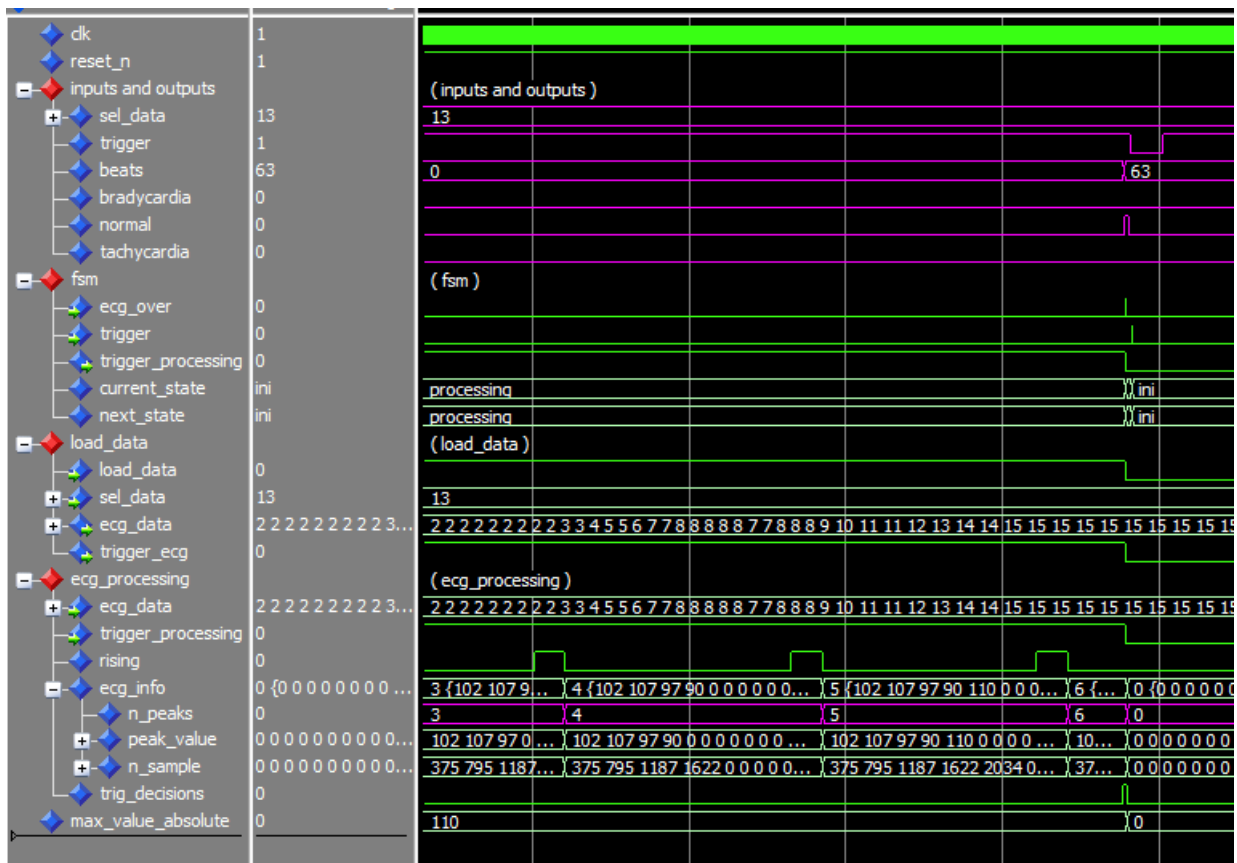 clk 1
reset_n 1
inputs and outputs ( inputs and outputs )
sel_data 13 13
trigger 1
beats 63 0 63
bradycardia 0
normal 0
tachycardia 0
fsm ( fsm )
ecg_over 0
trigger 0
trigger_processing 0
current_state ini processing ini
next_state ini processing ini
load_data ( load_data )
load_data 0
sel_data 13 13
ecg_data 2 2 2 2 2 2 2 2 2 3... 2 2 2 2 2 2 2 2 2 3 3 4 5 5 6 7 7 8 8 8 8 8 7 7 8 8 8 9 10 11 11 12 13 14 14 15 15 15 15 15 15 15 15
trigger_ecg 0
ecg_processing ( ecg_processing )
ecg_data 2 2 2 2 2 2 2 2 2 3... 2 2 2 2 2 2 2 2 2 3 3 4 5 5 6 7 7 8 8 8 8 8 7 7 8 8 8 9 10 11 11 12 13 14 14 15 15 15 15 15 15 15 15
trigger_processing 0
rising 0
ecg_info 0 {0 0 0 0 0 0 0 0 ... 3 {102 107 9... 4 {102 107 97 90 0 0 0 0 0 0... 5 {102 107 97 90 110 0 0 0... 6 {... 0 {0 0 0 0 0 0
n_peaks 0 3 4 5 6 0
peak_value 0 0 0 0 0 0 0 0 0 0... 102 107 97 0 ... 102 107 97 90 0 0 0 0 0 0 0 ... 102 107 97 90 110 0 0 0 0 ... 10... 0 0 0 0 0 0 0
n_sample 0 0 0 0 0 0 0 0 0 0... 375 795 1187... 375 795 1187 1622 0 0 0 0 0... 375 795 1187 1622 2034 0... 37... 0 0 0 0 0 0 0
trig_decisions 0
max_value_absolute 0 110 0